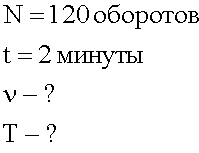 N = 120 оборотов
t = 2 минуты
ν – ?
T – ?